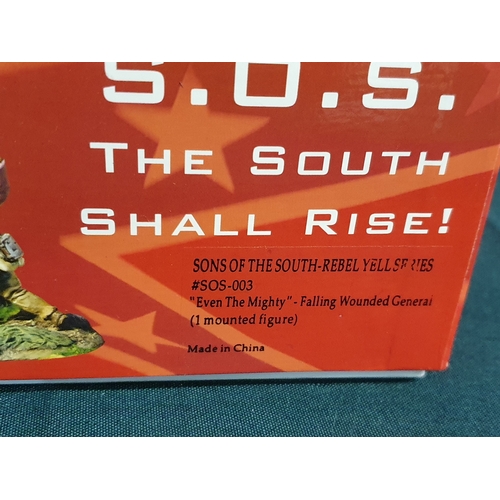 S.O.S.
THE SOUTH
SHALL RISE!
SONS OF THE SOUTH-REBEL YELL SERIES
#SOS-003
"Even The Mighty" - Falling Wounded General
(1 mounted figure)
Made in China